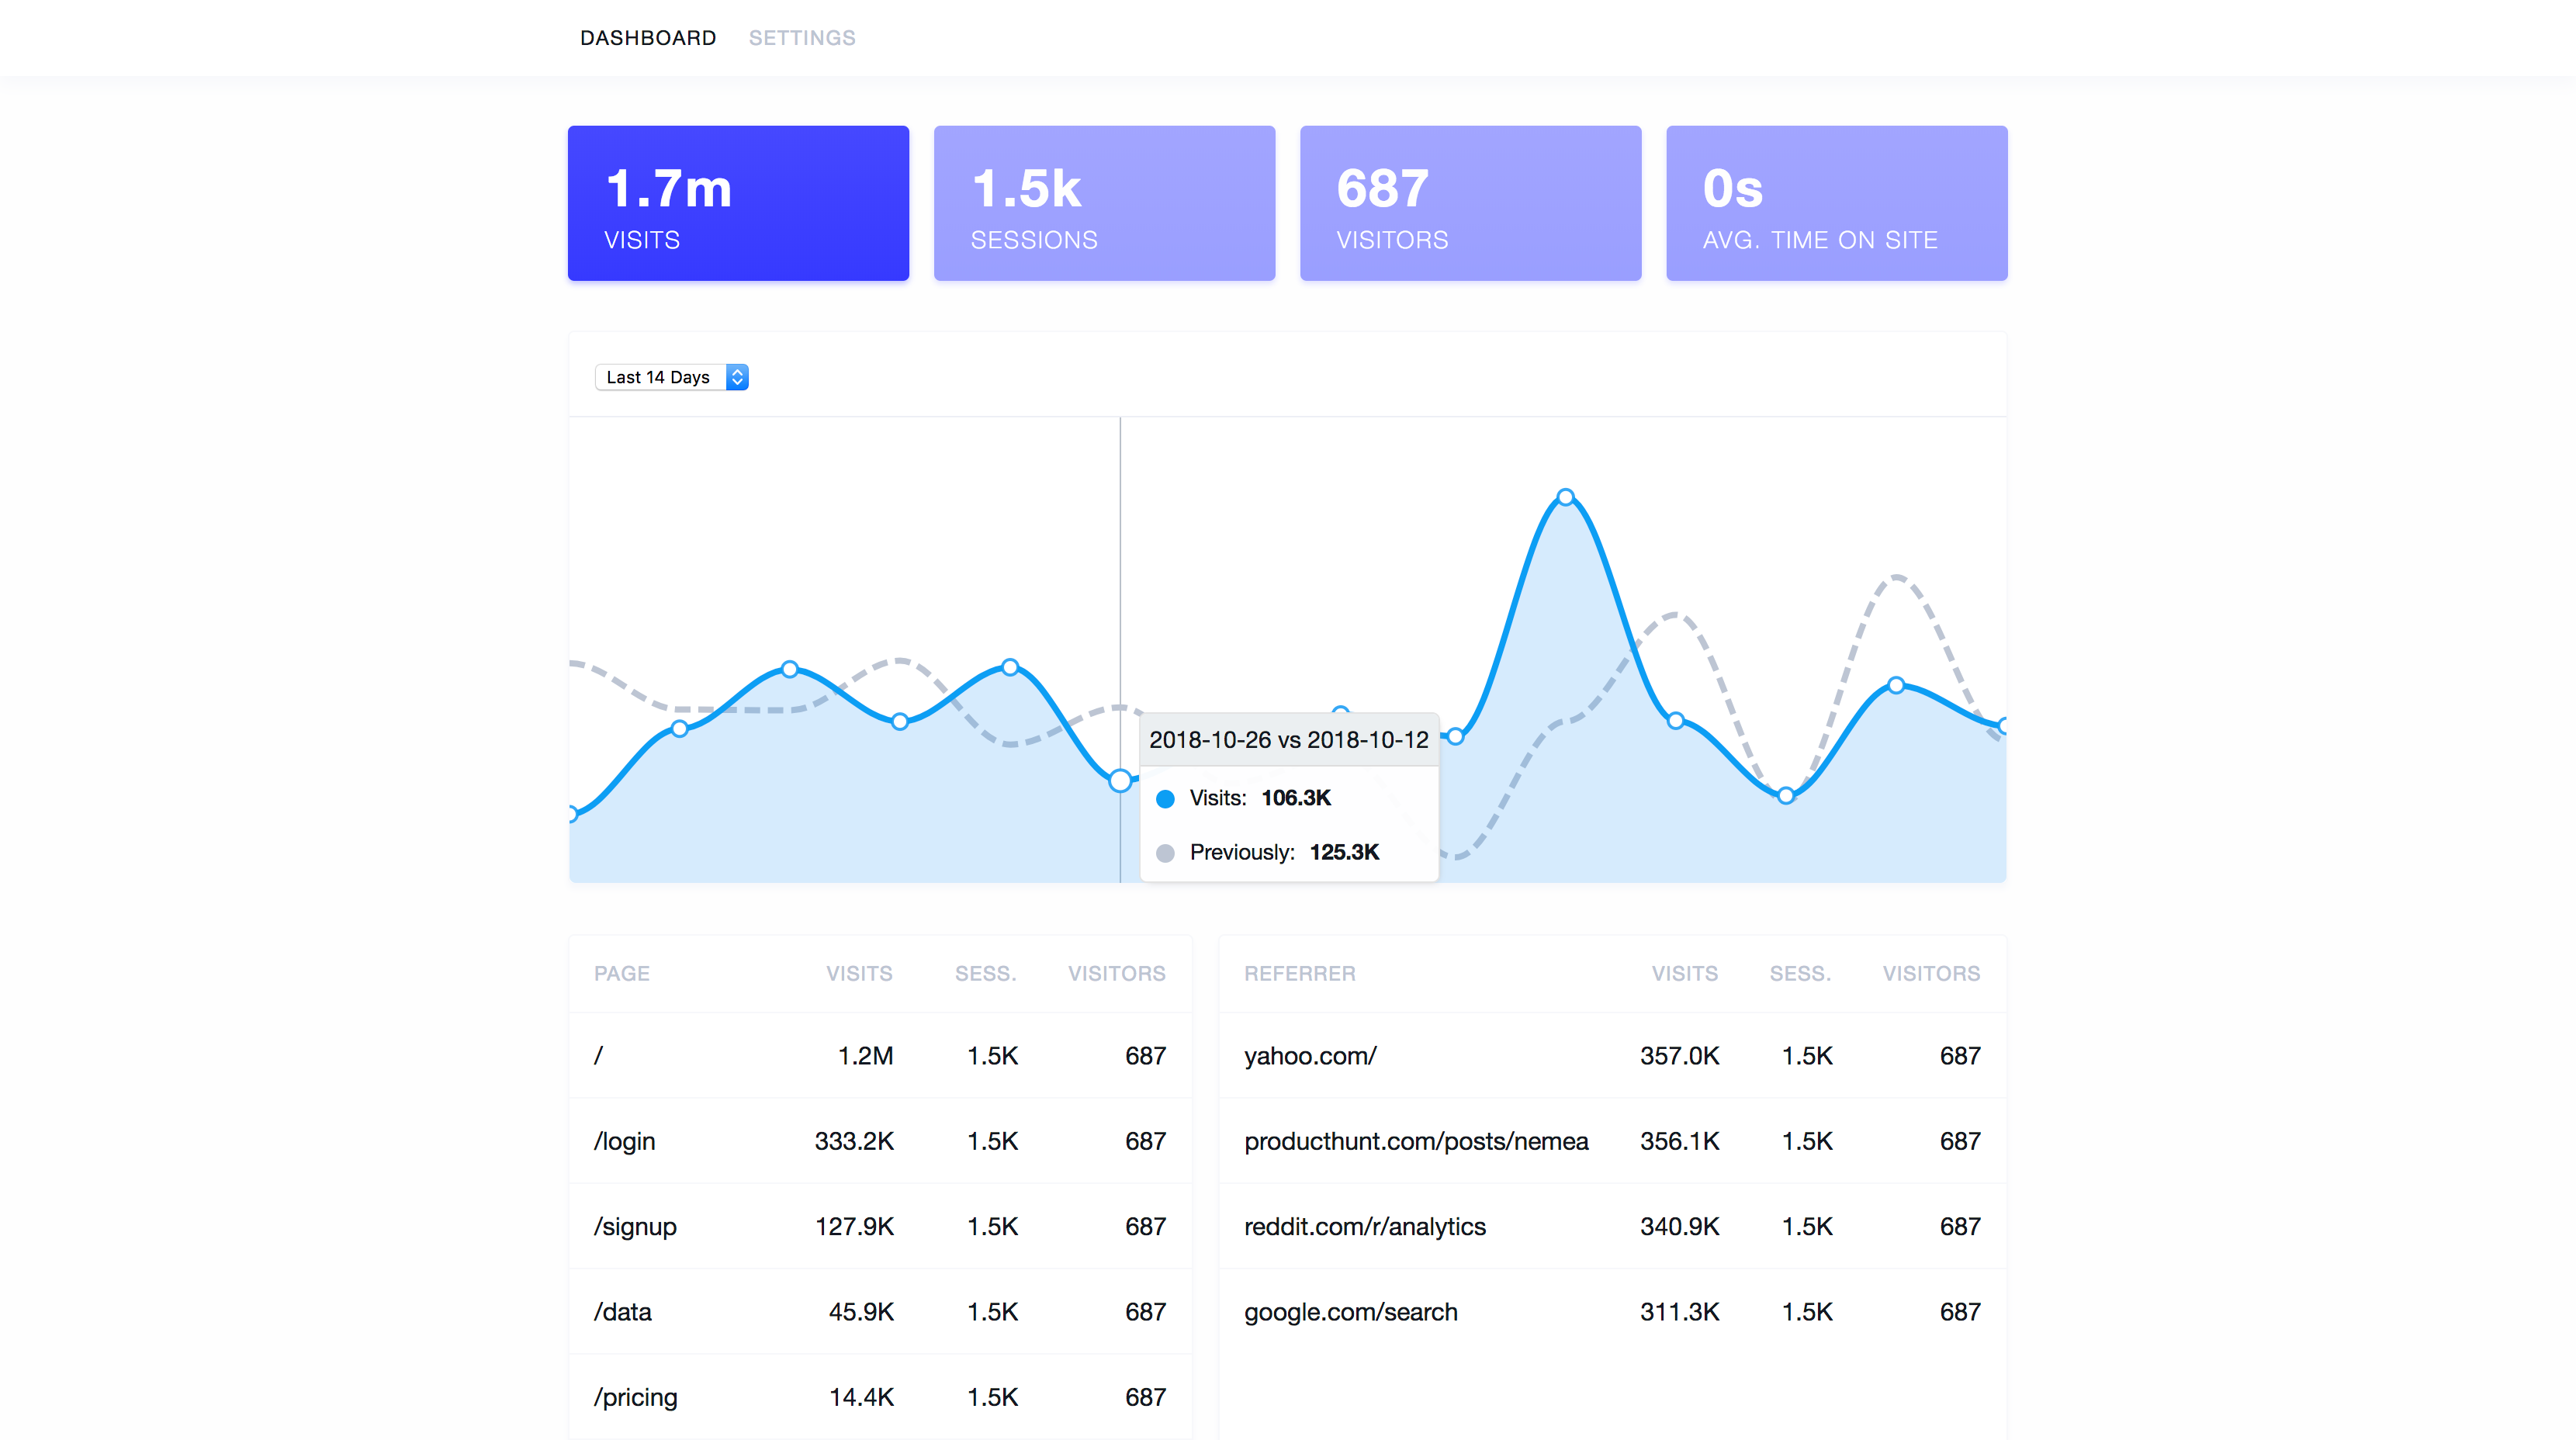 DASHBOARD SETTINGS
1.7m 1.5k 687 0s
VISITS SESSIONS VISITORS AVG. TIME ON SITE
Last 14 Days
2018-10-26 vs 2018-10-12
Visits: 106.3K
Previously: 125.3K
PAGE VISITS SESS. VISITORS
/ 1.2M 1.5K 687
/login 333.2K 1.5K 687
/signup 127.9K 1.5K 687
/data 45.9K 1.5K 687
/pricing 14.4K 1.5K 687
REFERRER VISITS SESS. VISITORS
yahoo.com/ 357.0K 1.5K 687
producthunt.com/posts/nemea 356.1K 1.5K 687
reddit.com/r/analytics 340.9K 1.5K 687
google.com/search 311.3K 1.5K 687